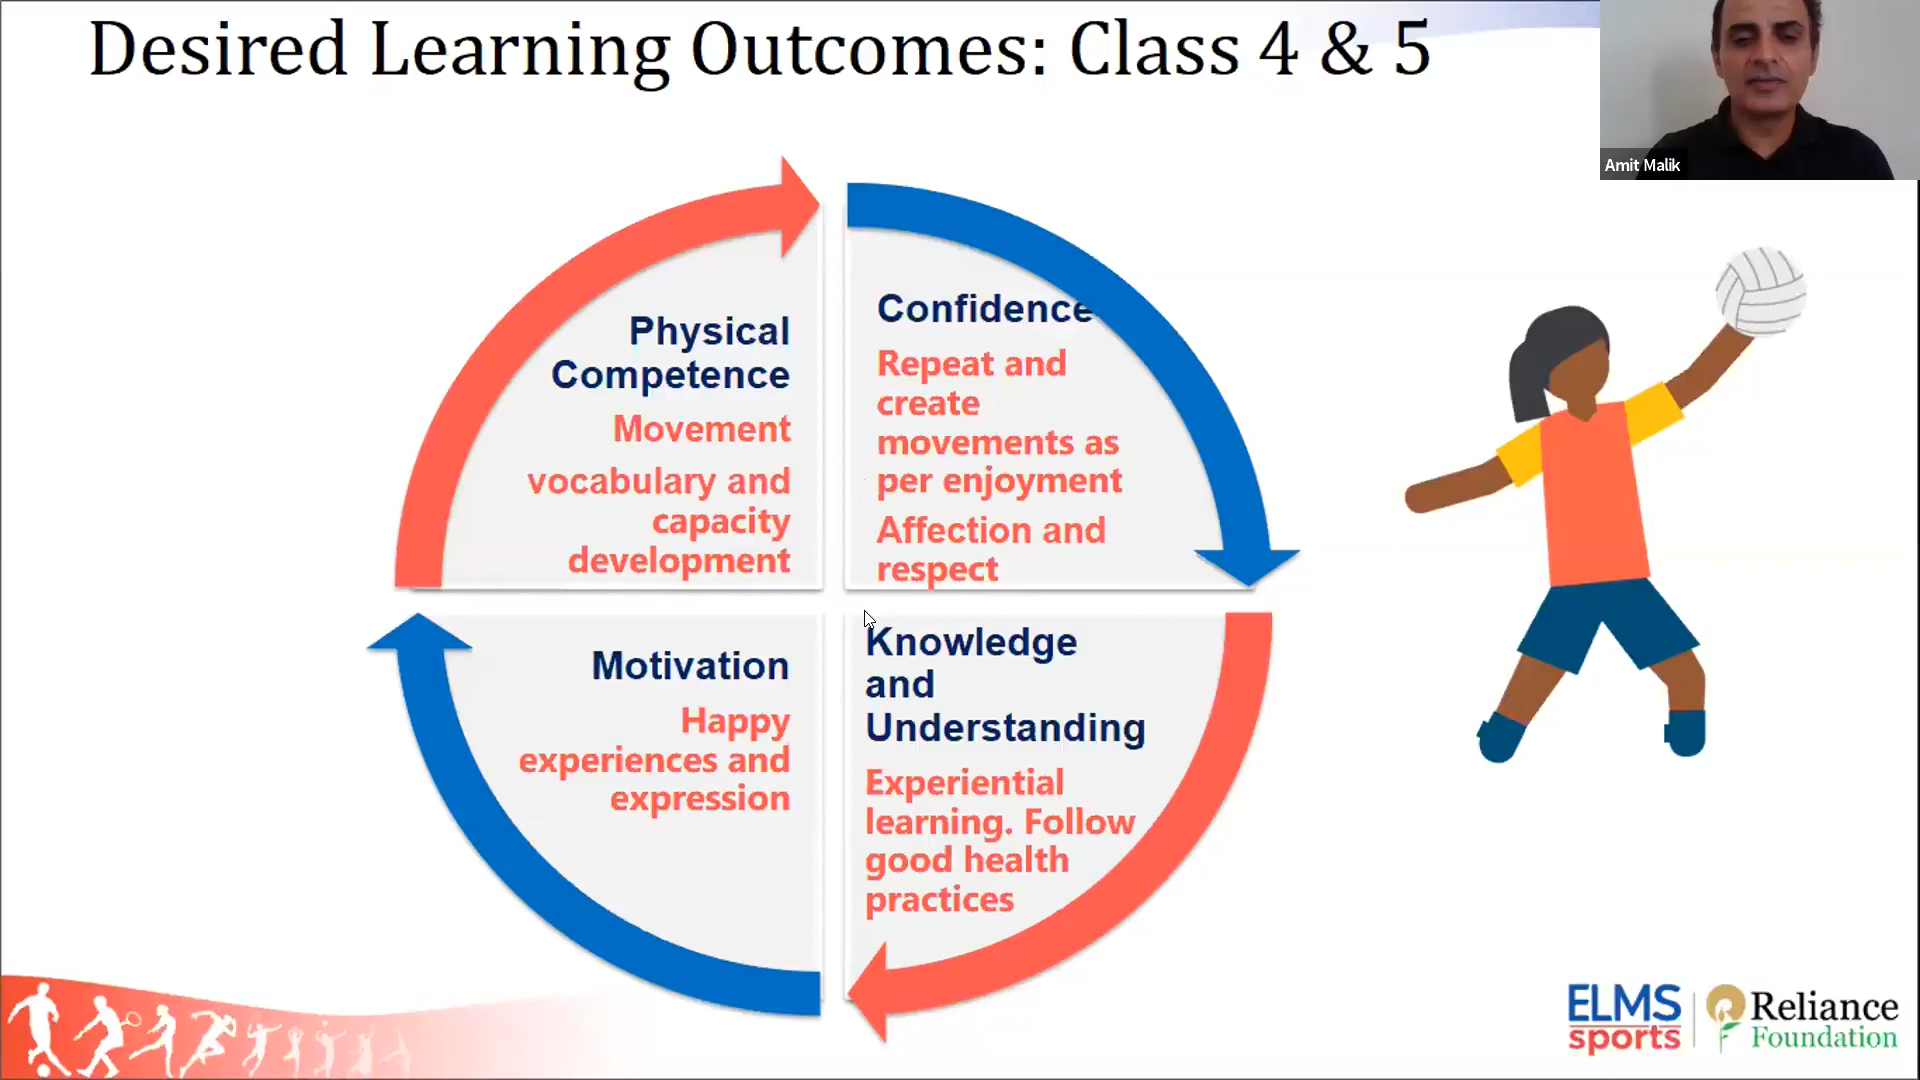 Desired Learning Outcomes: Class 4 & 5
Amit Malik
Physical
Competence
Movement
vocabulary and
capacity
development
Confidence
Repeat and
create
movements as
per enjoyment
Affection and
respect
Motivation
Happy
experiences and
expression
Knowledge
and
Understanding
Experiential
learning. Follow
good health
practices
ELMS
sports
Reliance
Foundation